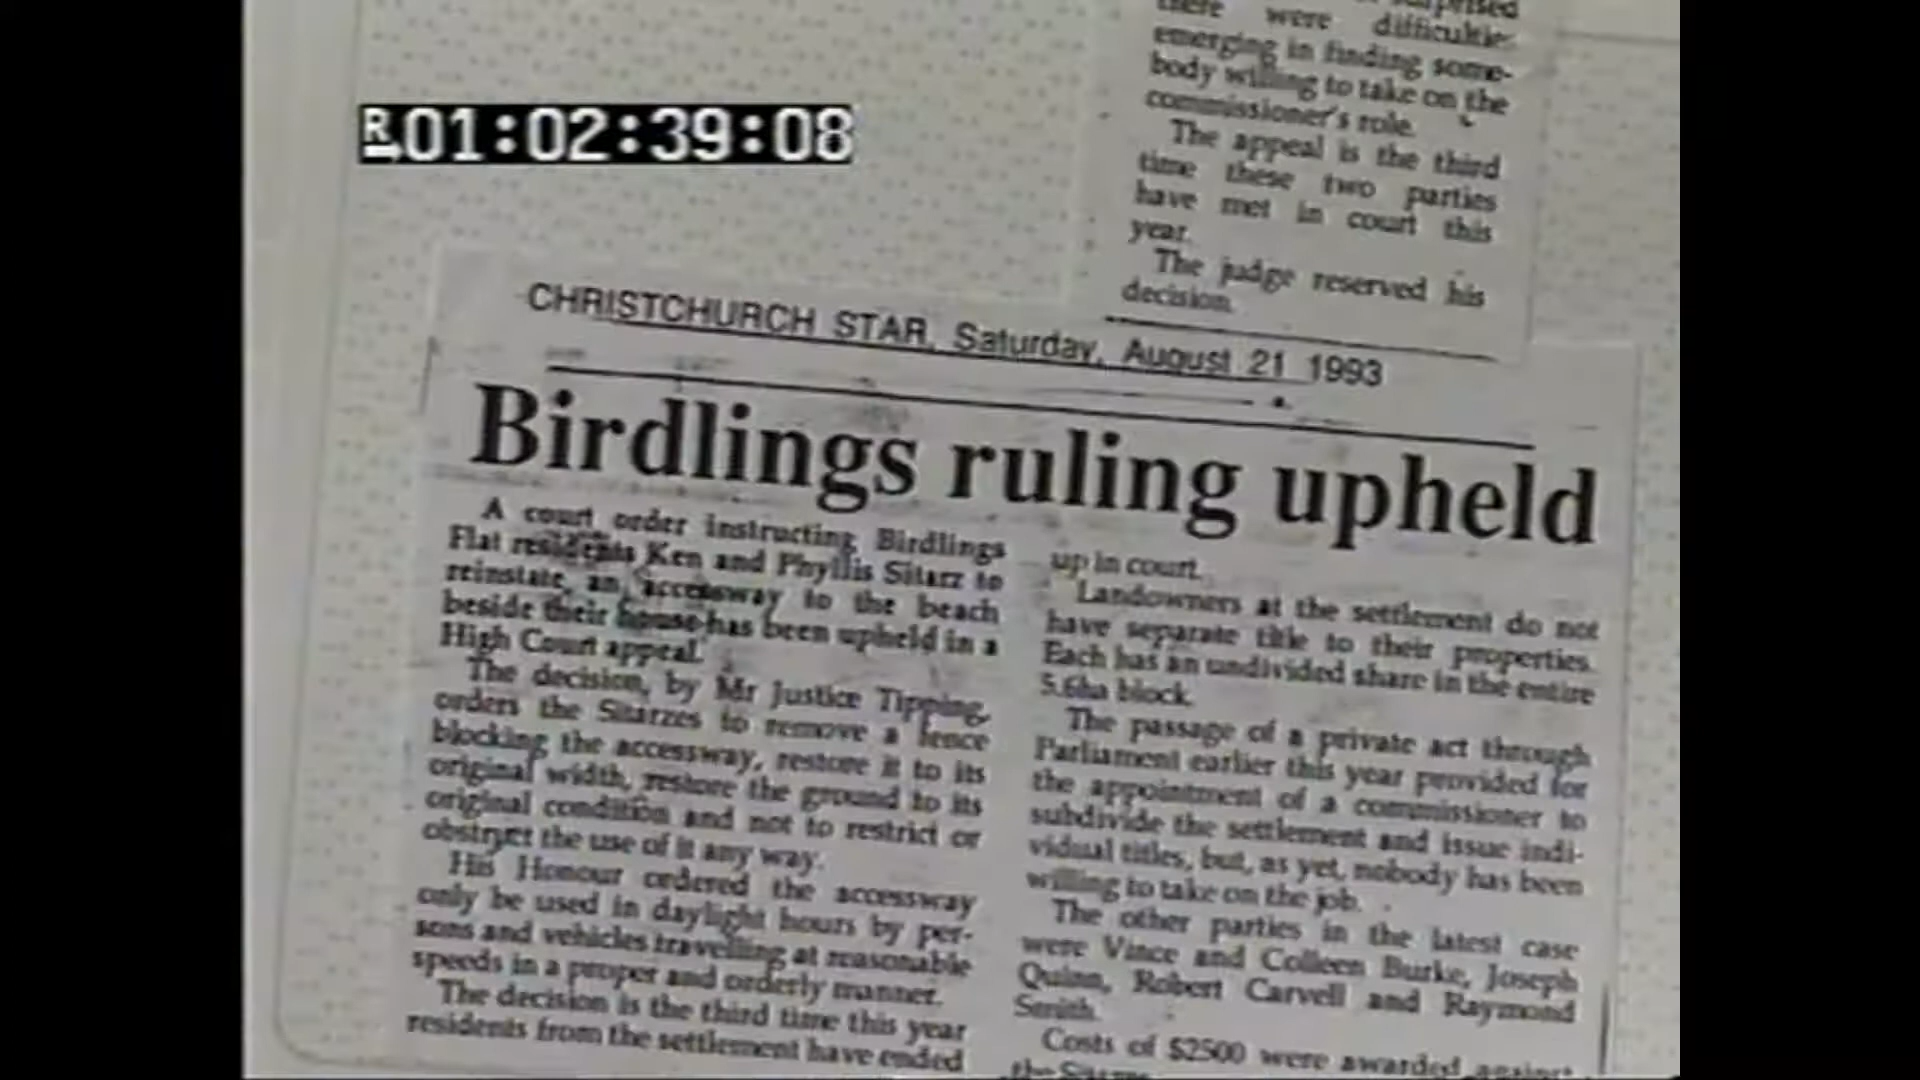 R 01:02:39:08
surprised
there were difficultie
emerging in finding some-
body willing to take on the
commissioner's role.
The appeal is the third
time these two parties
have met in court this
year.
The judge reserved his
decision.
CHRISTCHURCH STAR, Saturday, August 21 1993
Birdlings ruling upheld
A court order instructing Birdlings
Flat residents Ken and Phyllis Sitarz to
reinstate an accessway to the beach
beside their house has been upheld in a
High Court appeal.
The decision, by Mr Justice Tipping,
orders the Sitarzes to remove a fence
blocking the accessway, restore it to its
original width, restore the ground to its
original condition and not to restrict or
obstruct the use of it any way.
His Honour ordered the accessway
only be used in daylight hours by per-
sons and vehicles travelling at reasonable
speeds in a proper and orderly manner.
The decision is the third time this year
residents from the settlement have ended
up in court.
Landowners at the settlement do not
have separate title to their properties.
Each has an undivided share in the entire
5.6ha block.
The passage of a private act through
Parliament earlier this year provided for
the appointment of a commissioner to
subdivide the settlement and issue indi-
vidual titles, but, as yet, nobody has been
willing to take on the job.
The other parties in the latest case
were Vince and Colleen Burke, Joseph
Quinn, Robert Carvell and Raymond
Smith.
Costs of $2500 were awarded against
the